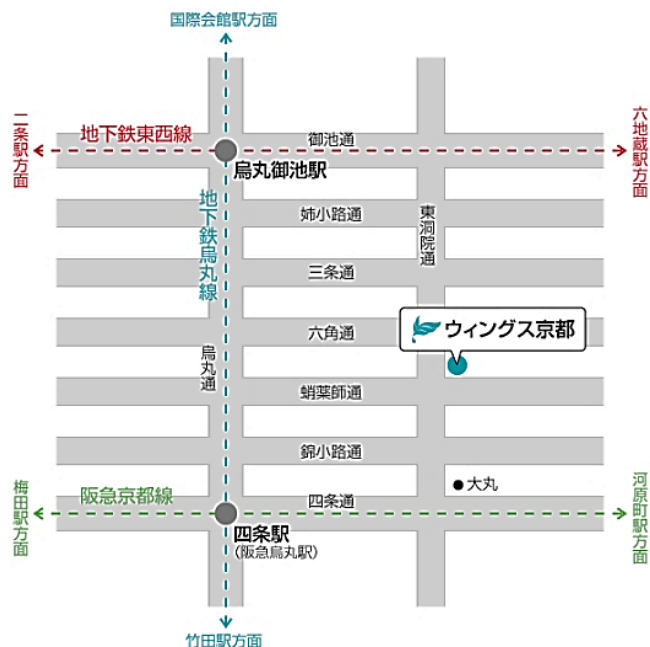 国際会館駅方面
二条駅方面
地下鉄東西線
御池通
六地蔵駅方面
烏丸御池駅
地下鉄烏丸線
姉小路通
東洞院通
三条通
六角通
ウィングス京都
烏丸通
蛸薬師通
錦小路通
大丸
梅田駅方面
阪急京都線
四条通
河原町駅方面
四条駅
(阪急烏丸駅)
竹田駅方面